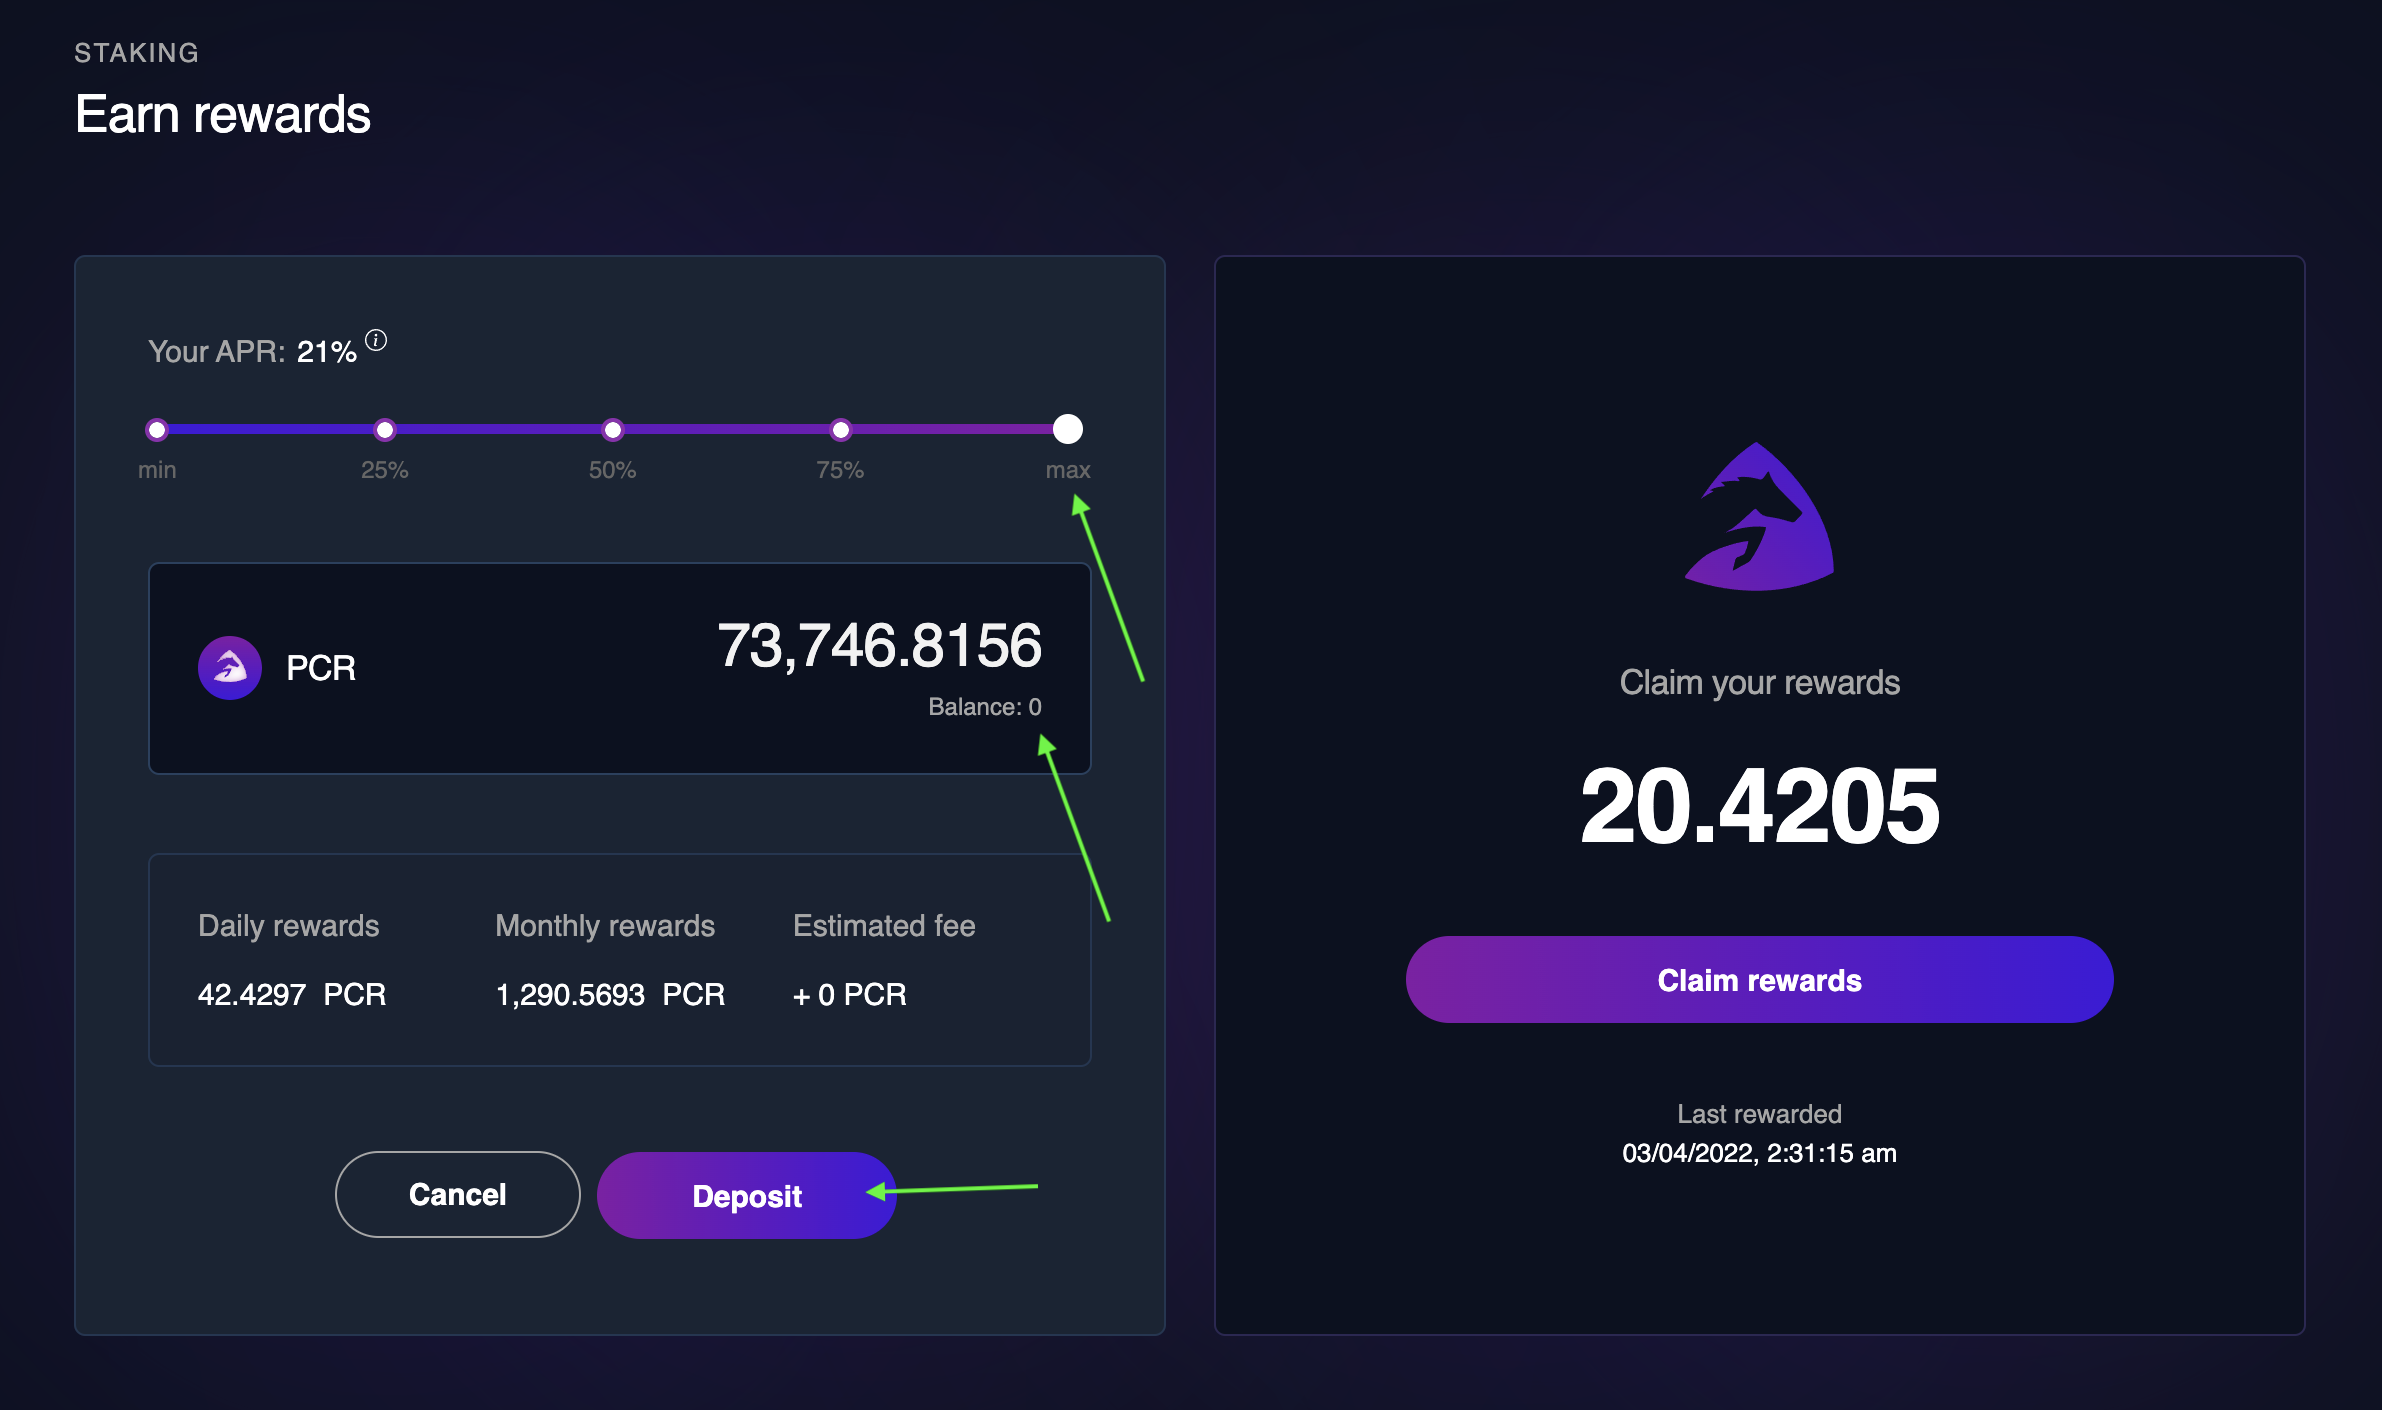 STAKING
Earn rewards
Your APR: 21% i
min 25% 50% 75% max
PCR
73,746.8156
Balance: 0
Daily rewards Monthly rewards Estimated fee
42.4297 PCR 1,290.5693 PCR + 0 PCR
Cancel Deposit
Claim your rewards
20.4205
Claim rewards
Last rewarded
03/04/2022, 2:31:15 am